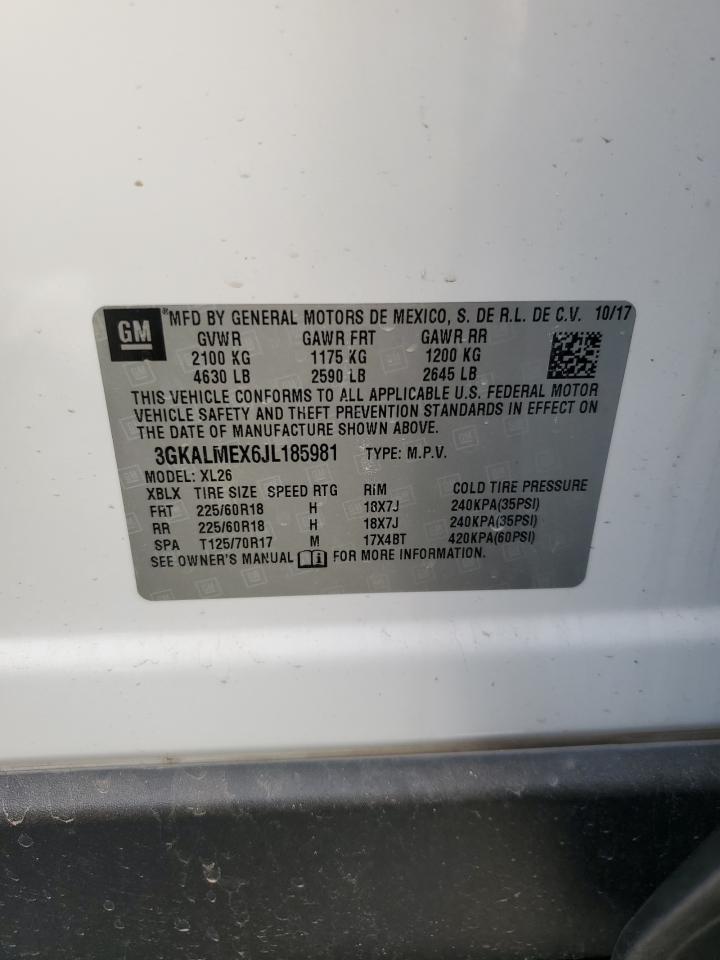 GM
®MFD BY GENERAL MOTORS DE MEXICO, S. DE R.L. DE C.V. 10/17
GVWR GAWR FRT GAWR RR
2100 KG 1175 KG 1200 KG
4630 LB 2590 LB 2645 LB
THIS VEHICLE CONFORMS TO ALL APPLICABLE U.S. FEDERAL MOTOR
VEHICLE SAFETY AND THEFT PREVENTION STANDARDS IN EFFECT ON
THE DATE OF MANUFACTURE SHOWN ABOVE.
3GKALMEX6JL185981 TYPE: M.P.V.
MODEL: XL26
XBLX TIRE SIZE SPEED RTG RIM COLD TIRE PRESSURE
FRT 225/60R18 H 18X7J 240KPA(35PSI)
RR 225/60R18 H 18X7J 240KPA(35PSI)
SPA T125/70R17 M 17X4BT 420KPA(60PSI)
SEE OWNER'S MANUAL FOR MORE INFORMATION.